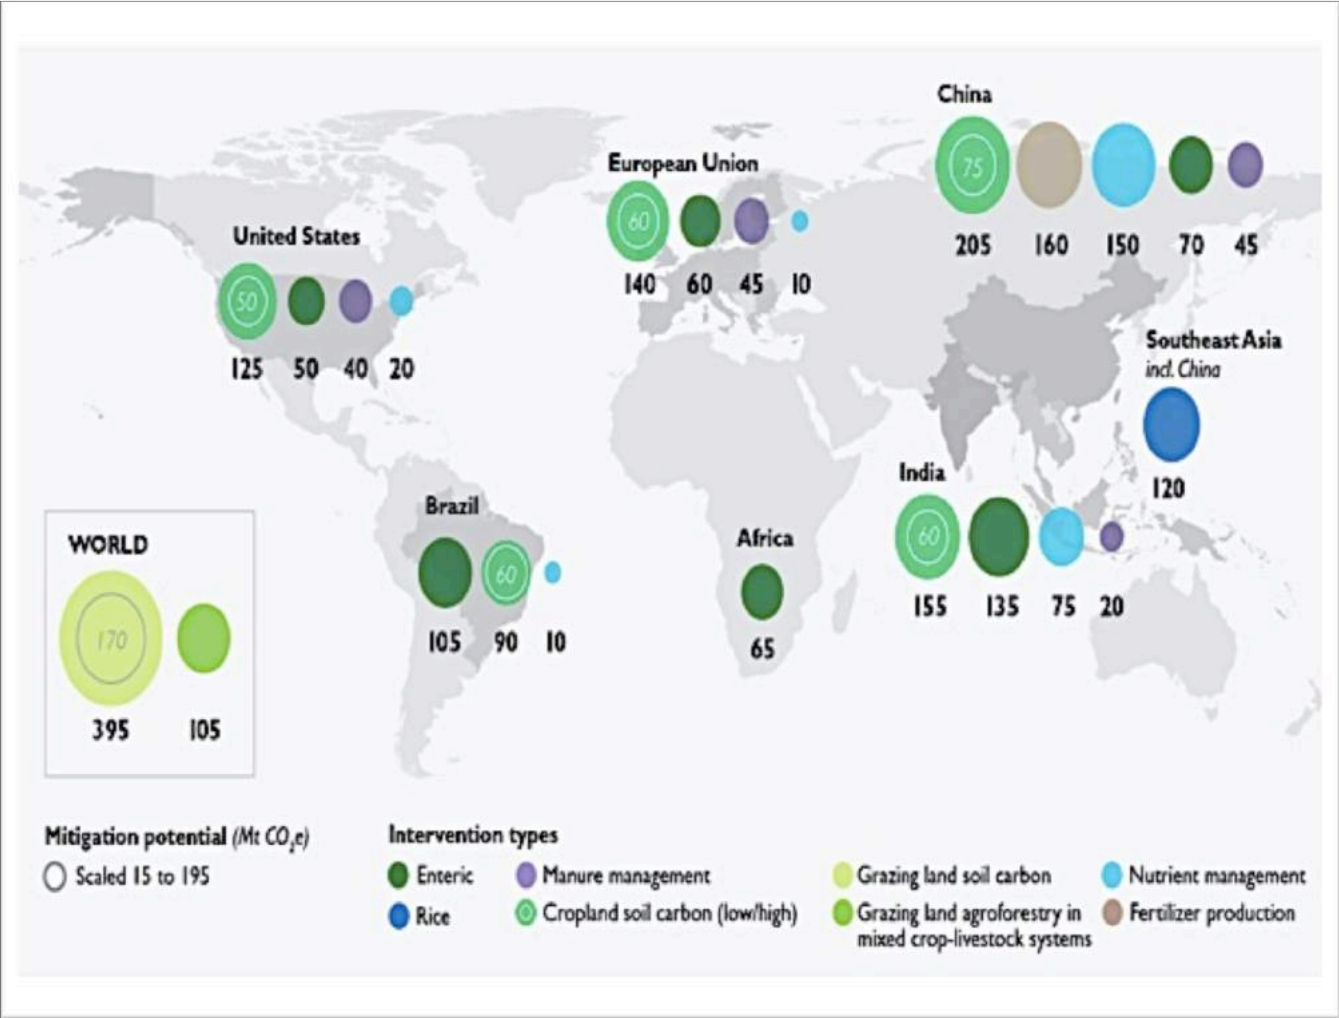 China
75
205 160 150 70 45
European Union
60
140 60 45 10
United States
50
125 50 40 20
Southeast Asia
incl. China
120
India
60
155 135 75 20
Brazil
60
105 90 10
Africa
65
WORLD
170
395 105
Mitigation potential (Mt CO₂e)
Scaled 15 to 195
Intervention types
Enteric
Rice
Manure management
Cropland soil carbon (low/high)
Grazing land soil carbon
Grazing land agroforestry in
mixed crop-livestock systems
Nutrient management
Fertilizer production